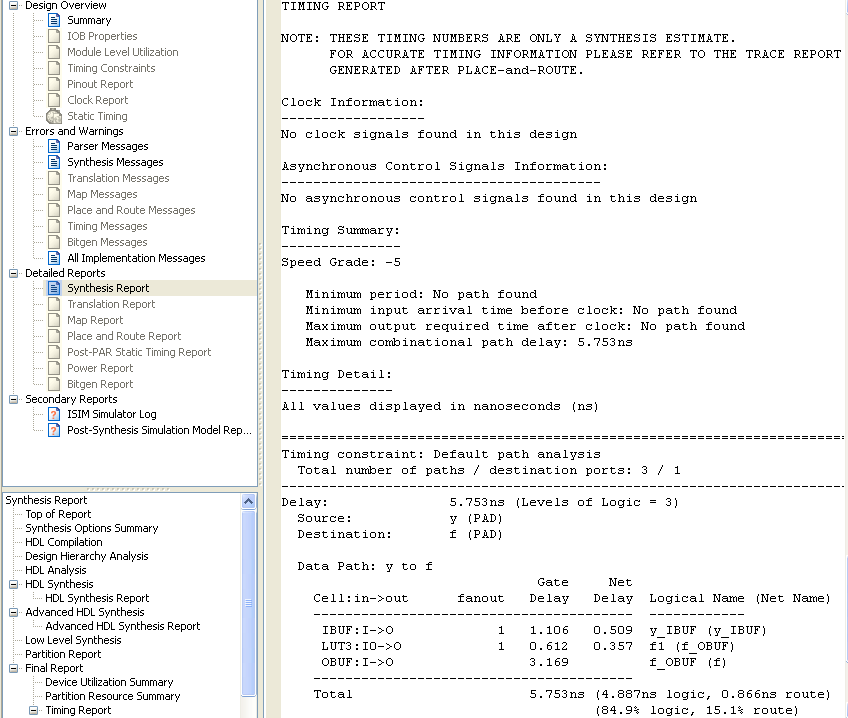 Design Overview
Summary
IOB Properties
Module Level Utilization
Timing Constraints
Pinout Report
Clock Report
Static Timing
Errors and Warnings
Parser Messages
Synthesis Messages
Translation Messages
Map Messages
Place and Route Messages
Timing Messages
Bitgen Messages
All Implementation Messages
Detailed Reports
Synthesis Report
Translation Report
Map Report
Place and Route Report
Post-PAR Static Timing Report
Power Report
Bitgen Report
Secondary Reports
ISIM Simulator Log
Post-Synthesis Simulation Model Rep...
Synthesis Report
Top of Report
Synthesis Options Summary
HDL Compilation
Design Hierarchy Analysis
HDL Analysis
HDL Synthesis
HDL Synthesis Report
Advanced HDL Synthesis
Advanced HDL Synthesis Report
Low Level Synthesis
Partition Report
Final Report
Device Utilization Summary
Partition Resource Summary
Timing Report
TIMING REPORT
NOTE: THESE TIMING NUMBERS ARE ONLY A SYNTHESIS ESTIMATE.
FOR ACCURATE TIMING INFORMATION PLEASE REFER TO THE TRACE REPORT
GENERATED AFTER PLACE-and-ROUTE.
Clock Information:
------------------
No clock signals found in this design
Asynchronous Control Signals Information:
----------------------------------------
No asynchronous control signals found in this design
Timing Summary:
---------------
Speed Grade: -5
Minimum period: No path found
Minimum input arrival time before clock: No path found
Maximum output required time after clock: No path found
Maximum combinational path delay: 5.753ns
Timing Detail:
--------------
All values displayed in nanoseconds (ns)
=======================================================================
Timing constraint: Default path analysis
Total number of paths / destination ports: 3 / 1
-----------------------------------------------------------------------
Delay: 5.753ns (Levels of Logic = 3)
Source: y (PAD)
Destination: f (PAD)
Data Path: y to f
Gate Net
Cell:in->out fanout Delay Delay Logical Name (Net Name)
---------------------------------------- ------------
IBUF:I->O 1 1.106 0.509 y_IBUF (y_IBUF)
LUT3:I0->O 1 0.612 0.357 f1 (f_OBUF)
OBUF:I->O 3.169 f_OBUF (f)
----------------------------------------
Total 5.753ns (4.887ns logic, 0.866ns route)
(84.9% logic, 15.1% route)